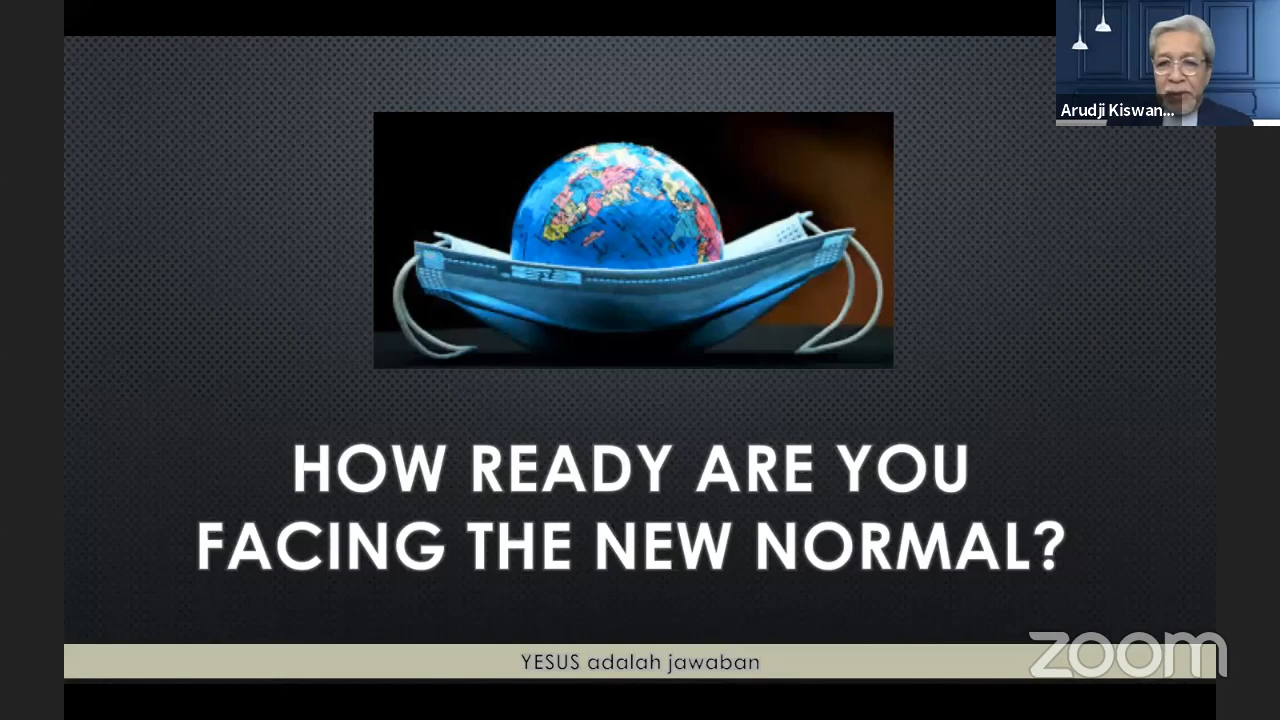 Arudji Kiswan...
HOW READY ARE YOU
FACING THE NEW NORMAL?
YESUS adalah jawaban
zoom